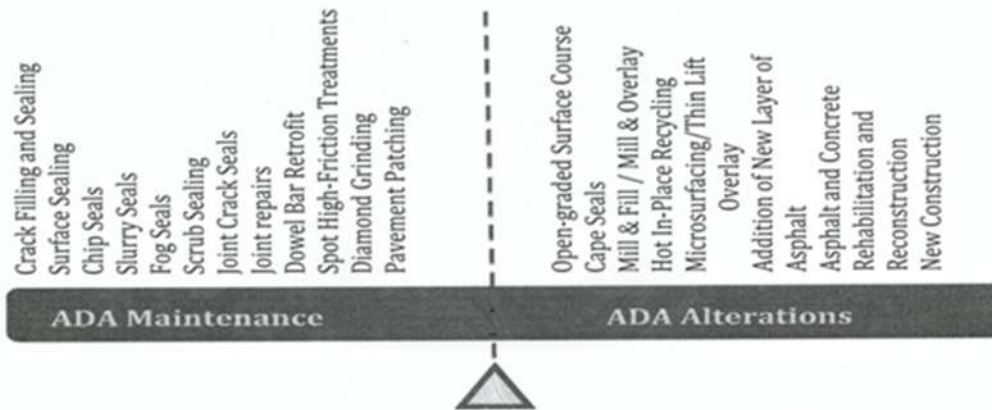 Crack Filling and Sealing
Surface Sealing
Chip Seals
Slurry Seals
Fog Seals
Scrub Sealing
Joint Crack Seals
Joint repairs
Dowel Bar Retrofit
Spot High-Friction Treatments
Diamond Grinding
Pavement Patching
Open-graded Surface Course
Cape Seals
Mill & Fill / Mill & Overlay
Hot In-Place Recycling
Microsurfacing/Thin Lift
Overlay
Addition of New Layer of
Asphalt
Asphalt and Concrete
Rehabilitation and
Reconstruction
New Construction
ADA Maintenance
ADA Alterations